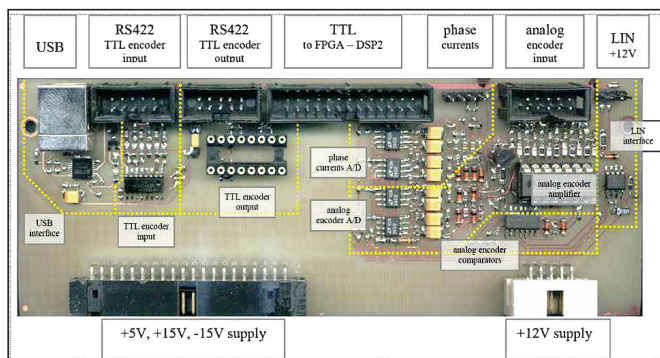 USB
RS422
TTL encoder
input
RS422
TTL encoder
output
TTL
to FPGA – DSP2
phase
currents
analog
encoder
input
LIN
+12V
LIN
interface
phase
currents A/D
analog encoder
amplifier
TTL encoder
output
analog
encoder A/D
USB
interface
TTL encoder
input
analog encoder
comparators
+5V, +15V, -15V supply
+12V supply